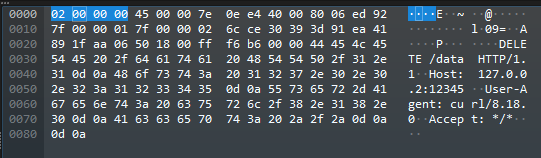 0000 02 00 00 00 45 00 00 7e 0e e4 40 00 80 06 ed 92 ····E··~··@·····
0010 7f 00 00 01 7f 00 00 02 6c ce 30 39 3d 91 ea 41 ········l·09=··A
0020 89 1f aa 06 50 18 00 ff f6 b6 00 00 44 45 4c 45 ····P·······DELE
0030 54 45 20 2f 64 61 74 61 20 48 54 54 50 2f 31 2e TE /data HTTP/1.
0040 31 0d 0a 48 6f 73 74 3a 20 31 32 37 2e 30 2e 30 1··Host: 127.0.0
0050 2e 32 3a 31 32 33 34 35 0d 0a 55 73 65 72 2d 41 .2:12345··User-A
0060 67 65 6e 74 3a 20 63 75 72 6c 2f 38 2e 31 38 2e gent: curl/8.18.
0070 30 0d 0a 41 63 63 65 70 74 3a 20 2a 2f 2a 0d 0a 0··Accept: */*··
0080 0d 0a ··